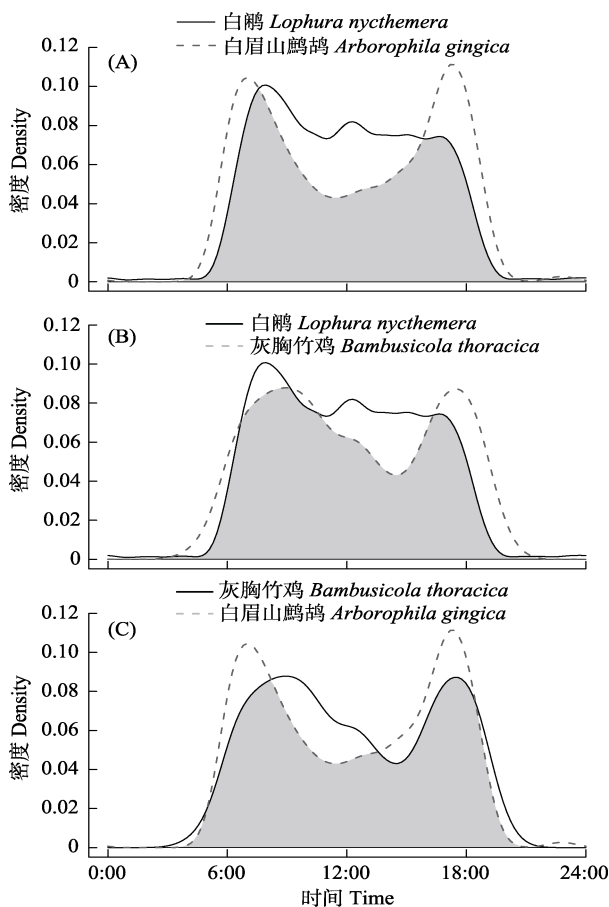 白鹇 Lophura nycthemera
白眉山鹧鸪 Arborophila gingica
(A)
0.12
0.10
0.08
0.06
0.04
0.02
0
密度 Density
白鹇 Lophura nycthemera
灰胸竹鸡 Bambusicola thoracica
(B)
0.12
0.10
0.08
0.06
0.04
0.02
0
密度 Density
灰胸竹鸡 Bambusicola thoracica
白眉山鹧鸪 Arborophila gingica
(C)
0.12
0.10
0.08
0.06
0.04
0.02
0
密度 Density
0:00 6:00 12:00 18:00 24:00
时间 Time